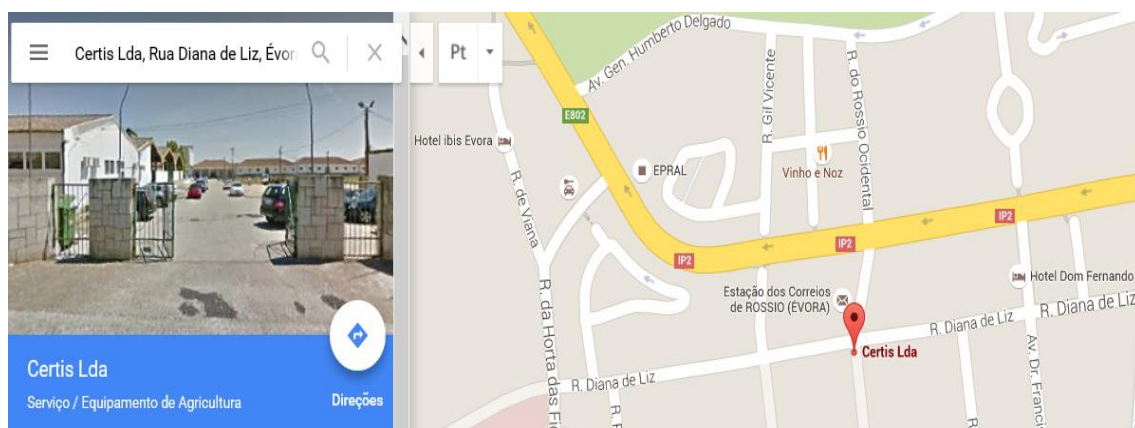 Certis Lda, Rua Diana de Liz, Évor
Pt
Certis Lda
Serviço / Equipamento de Agricultura
Direções
Av. Gen. Humberto Delgado
E802
R. Gil Vicente
R. do Rossio Ocidental
Hotel ibis Evora
EPRAL
Vinho e Noz
R. de Viana
IP2
IP2
IP2
Estação dos Correios
de ROSSIO (ÉVORA)
Hotel Dom Fernando
R. da Horta das Fig
R. Diana de Liz
R. Diana de Liz
R. Diana de Liz
Certis Lda
Av. Dr. Francis